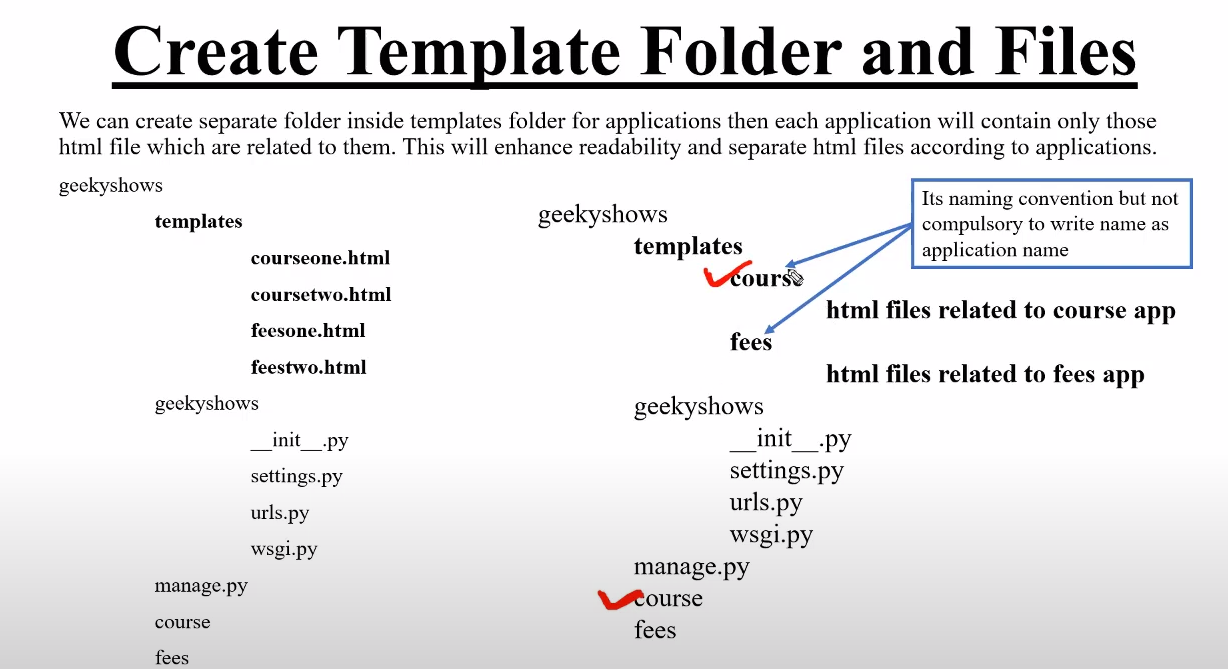 Create Template Folder and Files
We can create separate folder inside templates folder for applications then each application will contain only those
html file which are related to them. This will enhance readability and separate html files according to applications.
geekyshows
templates
courseone.html
coursetwo.html
feesone.html
feestwo.html
geekyshows
__init__.py
settings.py
urls.py
wsgi.py
manage.py
course
fees
geekyshows
templates
course
html files related to course app
fees
html files related to fees app
geekyshows
__init__.py
settings.py
urls.py
wsgi.py
manage.py
course
fees
Its naming convention but not
compulsory to write name as
application name